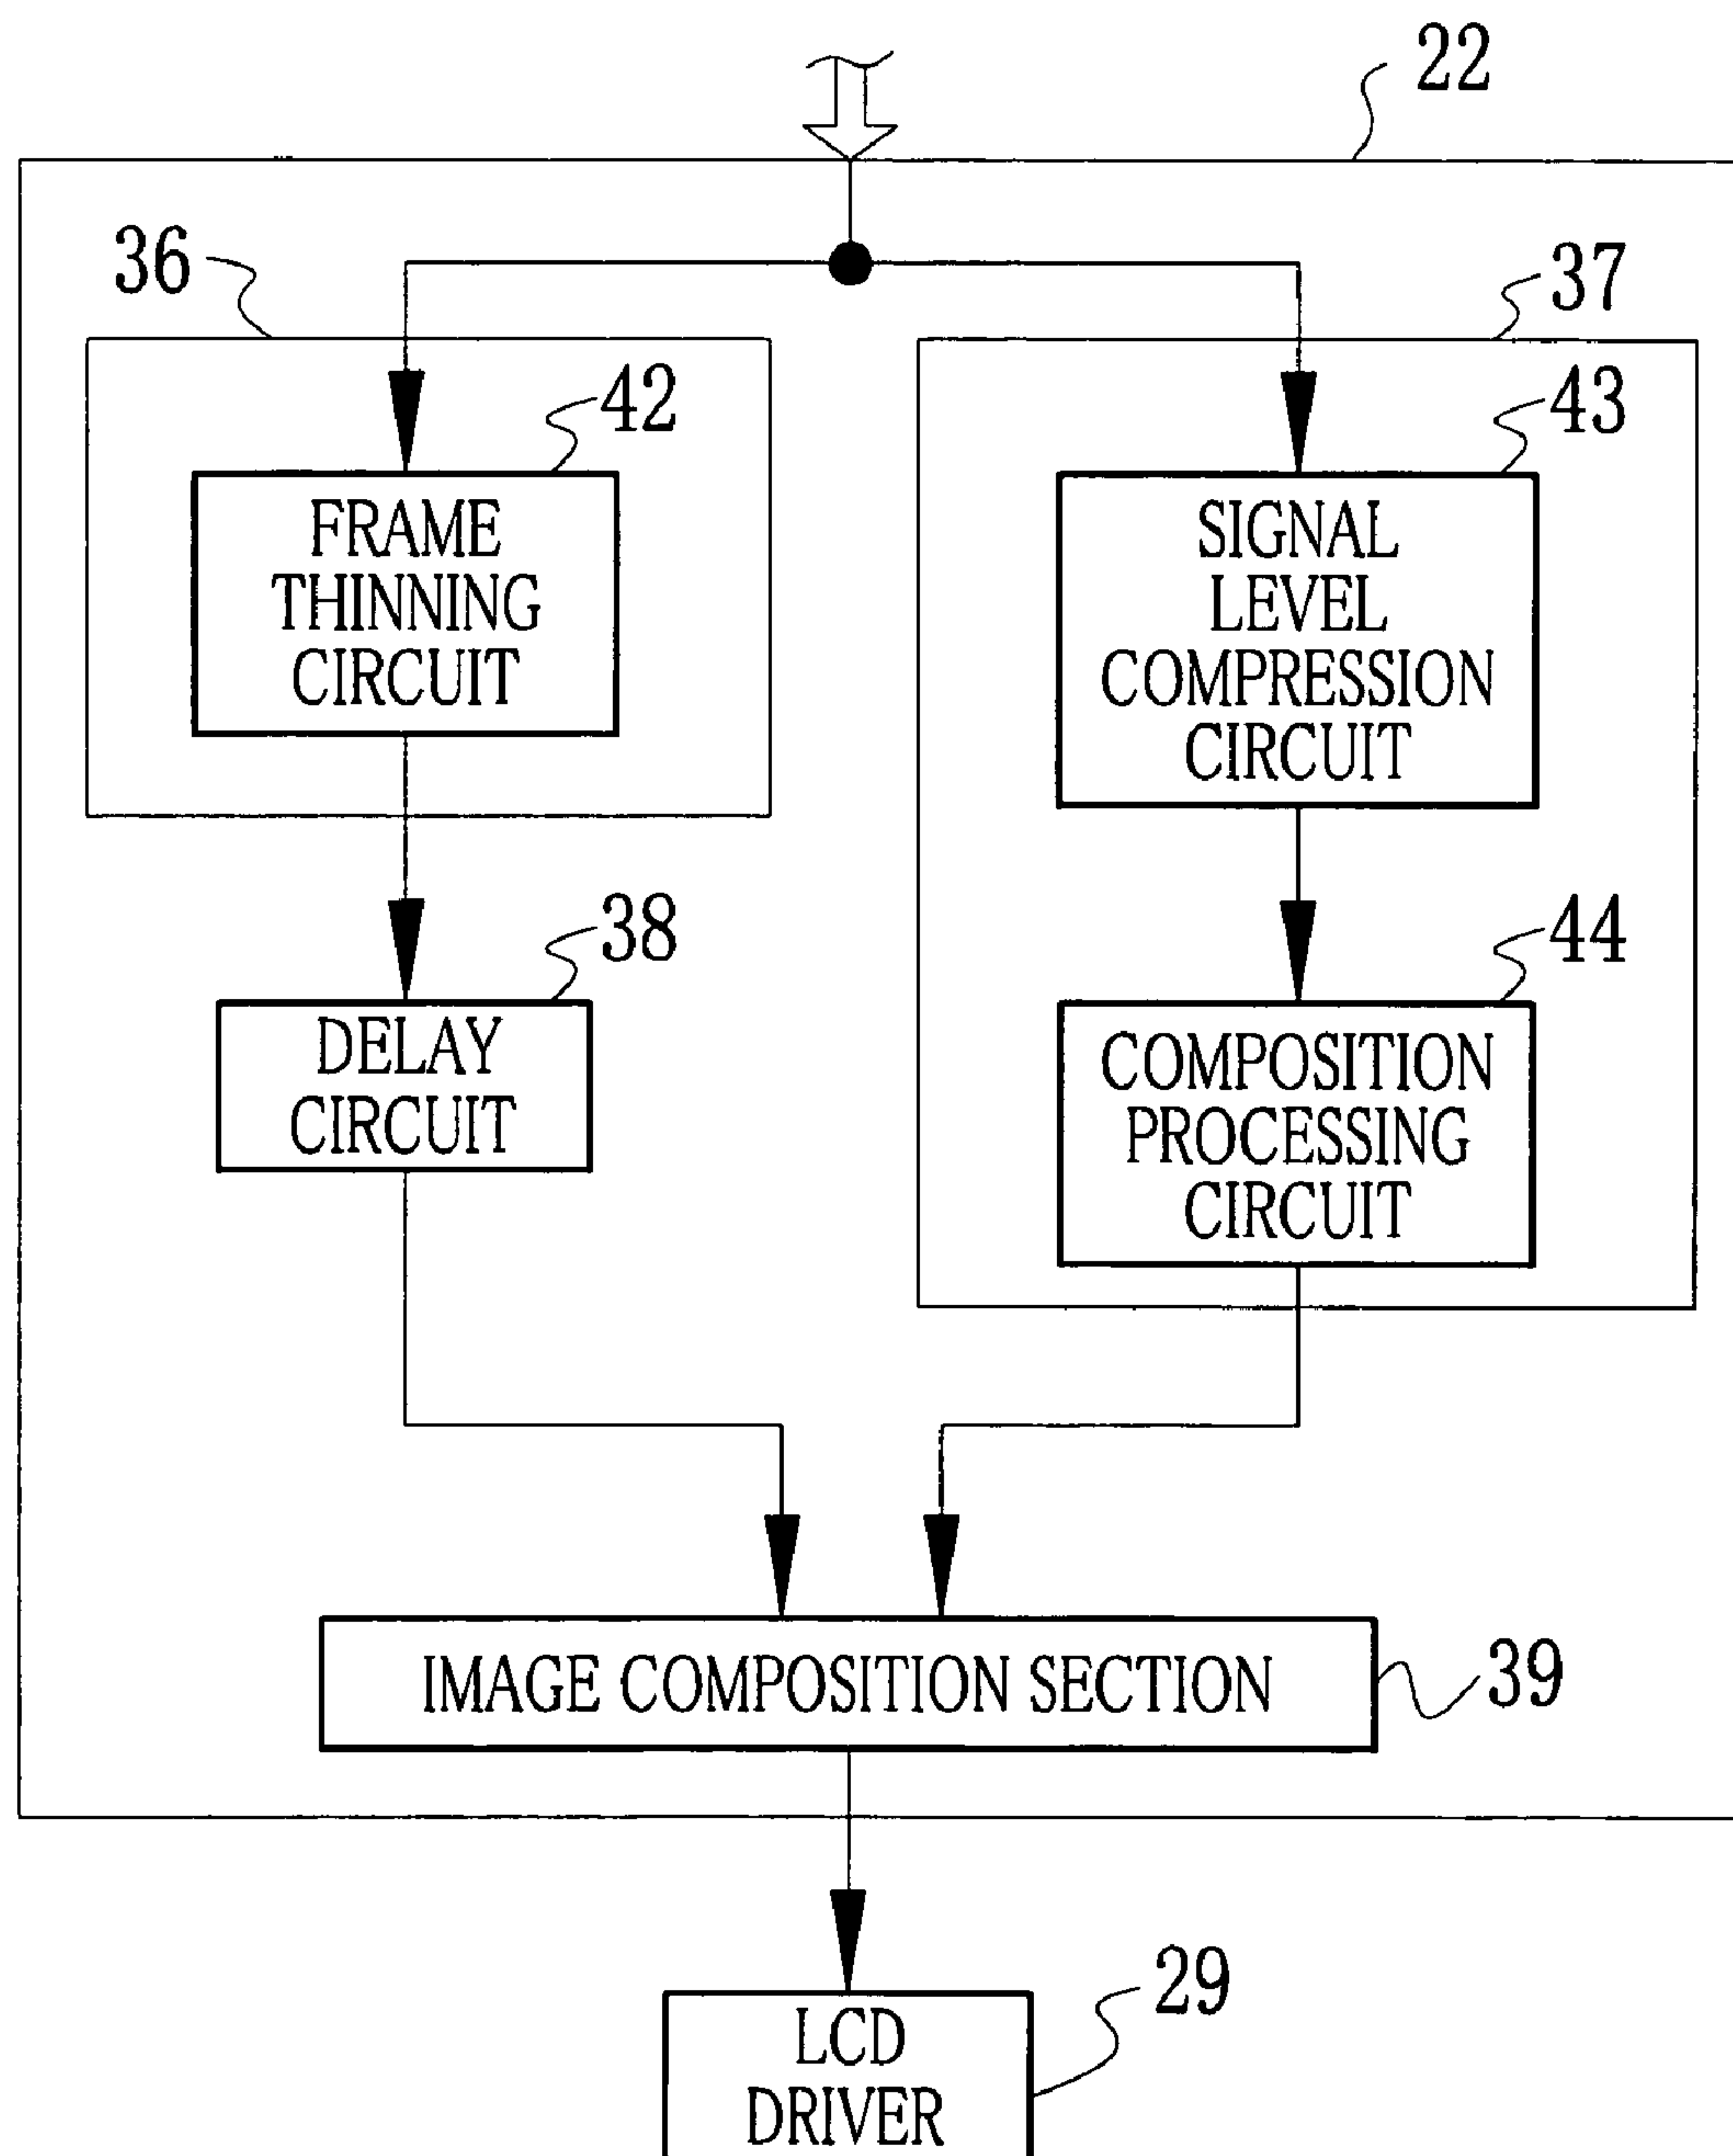 22
36
37
42
43
FRAME
THINNING
CIRCUIT
SIGNAL
LEVEL
COMPRESSION
CIRCUIT
38
44
DELAY
CIRCUIT
COMPOSITION
PROCESSING
CIRCUIT
IMAGE COMPOSITION SECTION
39
29
LCD
DRIVER